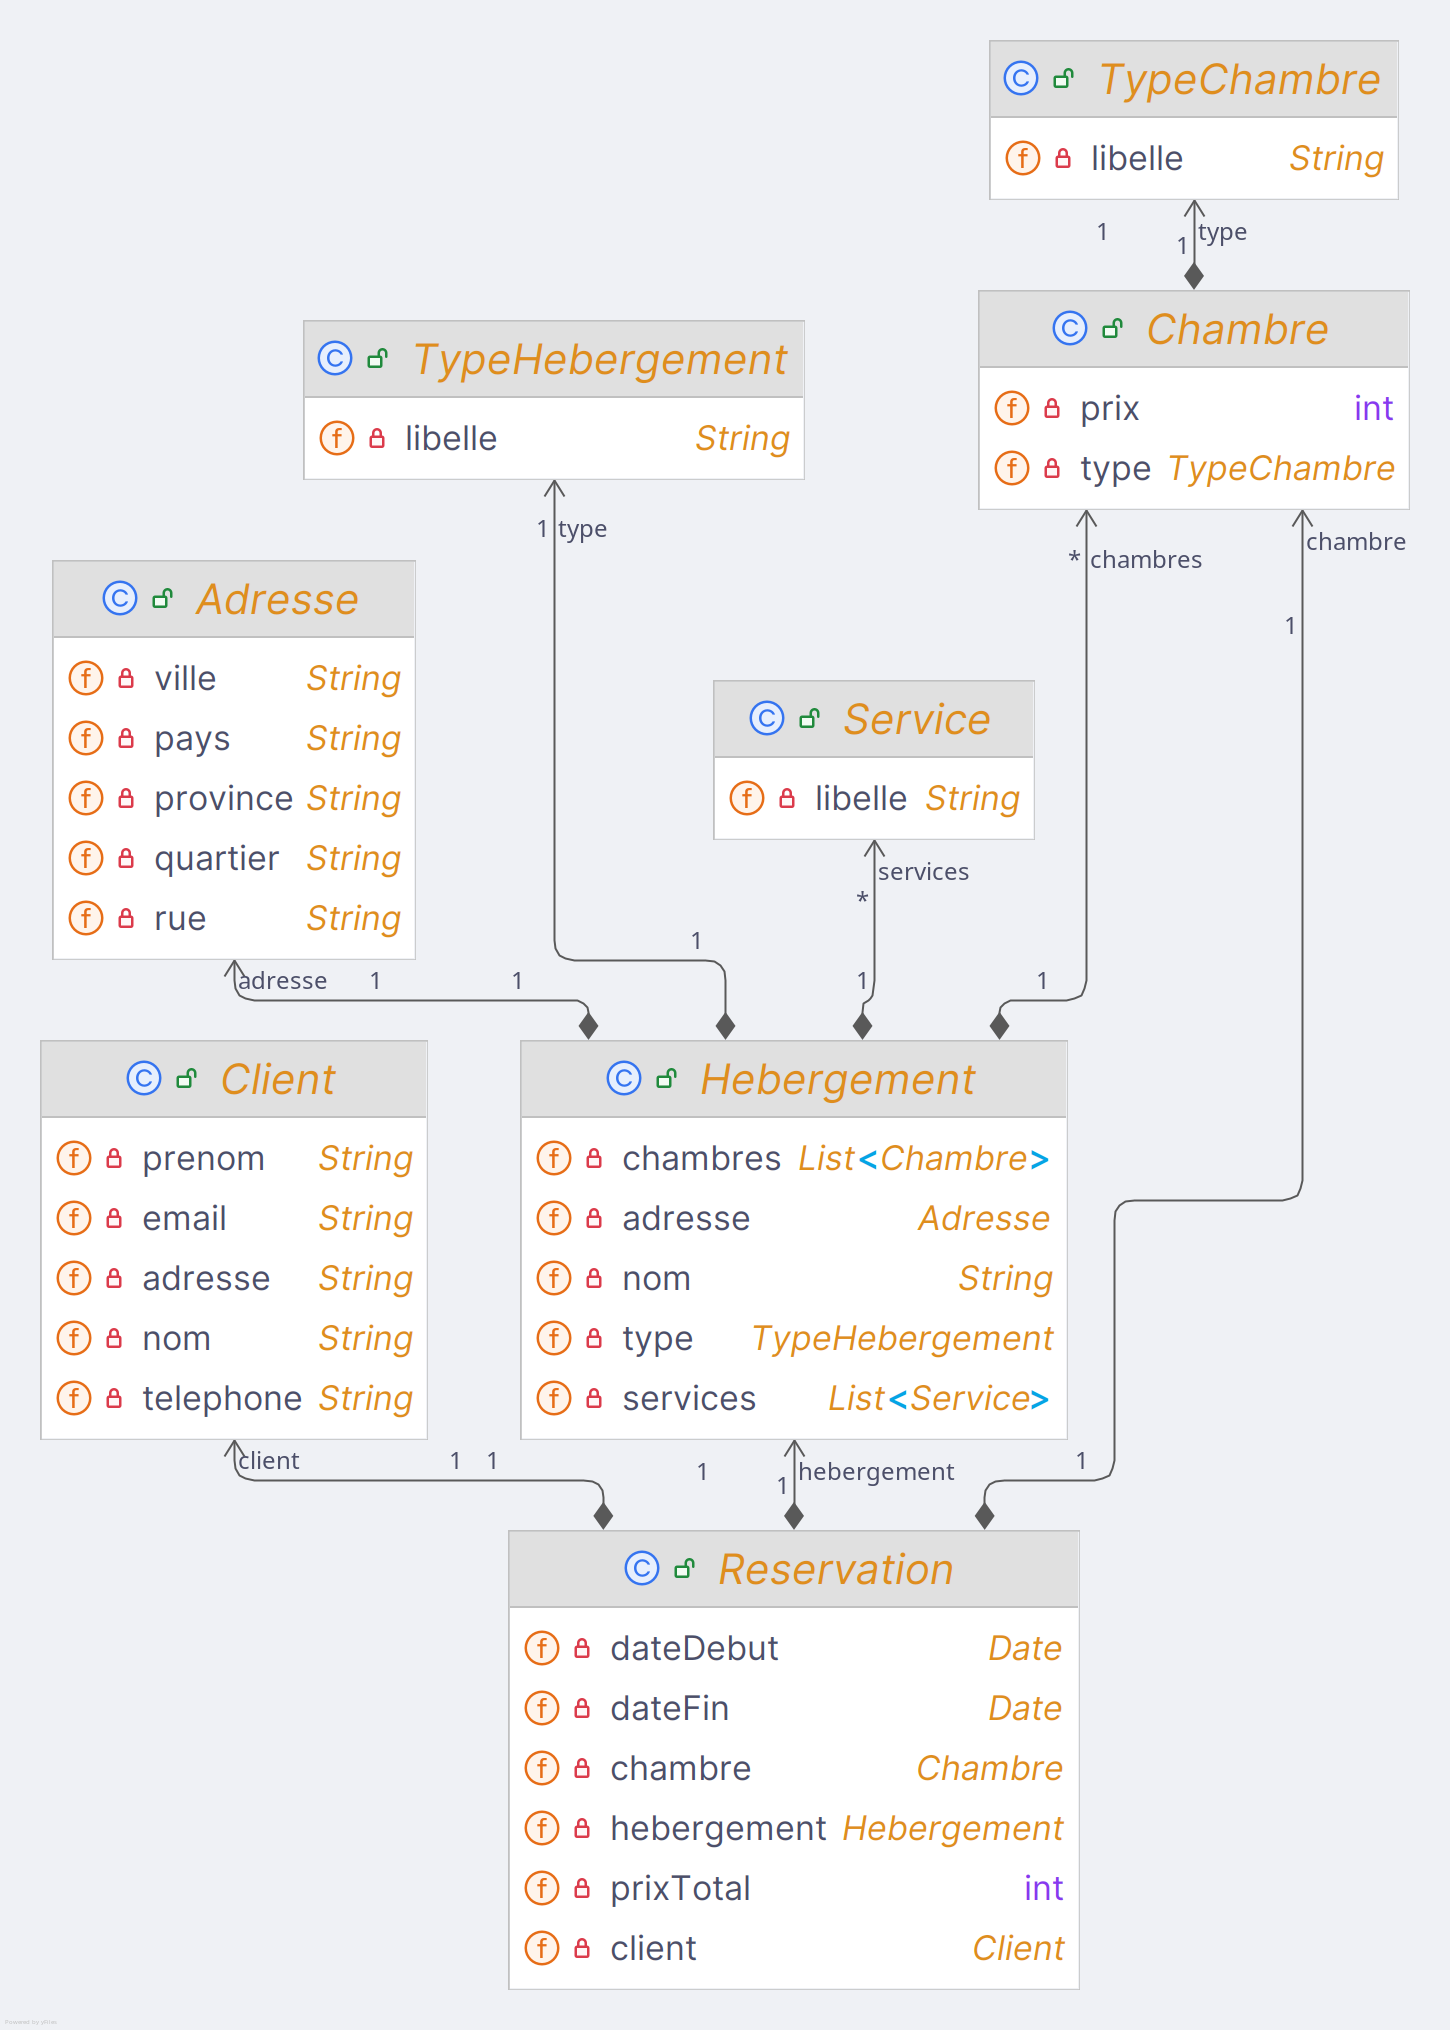 TypeChambre
libelle String
1 1 type
Chambre
prix int
type TypeChambre
TypeHebergement
libelle String
1 type
* chambres
chambre
1
Adresse
ville String
pays String
province String
quartier String
rue String
Service
libelle String
services
*
1
adresse 1 1
1
1
Client
prenom String
email String
adresse String
nom String
telephone String
Hebergement
chambres List<Chambre>
adresse Adresse
nom String
type TypeHebergement
services List<Service>
client 1 1
1 1 hebergement
1
Reservation
dateDebut Date
dateFin Date
chambre Chambre
hebergement Hebergement
prixTotal int
client Client
Powered by yFiles